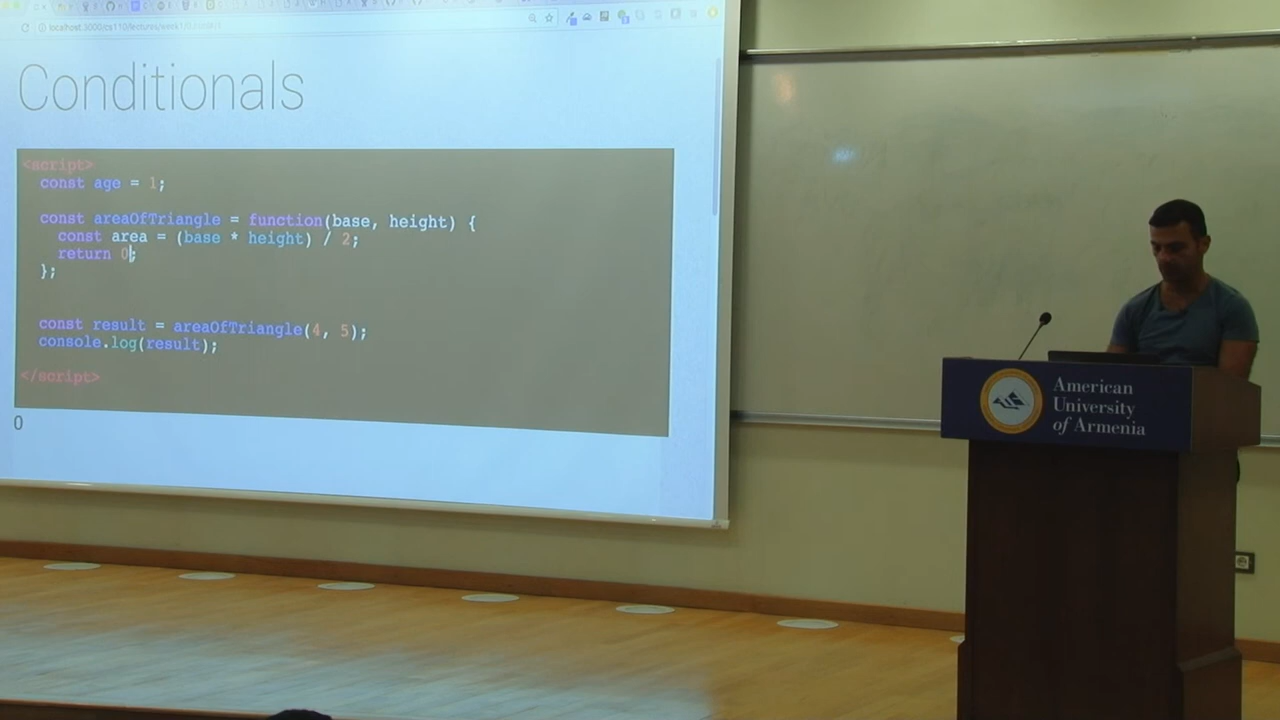 Conditionals
<script>
const age = 1;
const areaOfTriangle = function(base, height) {
const area = (base * height) / 2;
return 0;
};
const result = areaOfTriangle(4, 5);
console.log(result);
</script>
0
American
University
of Armenia